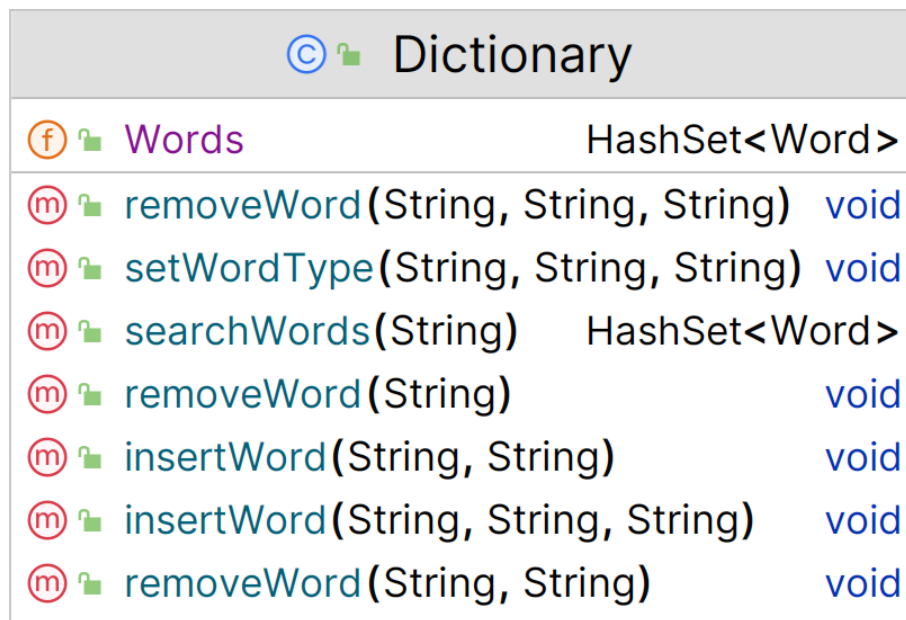 C Dictionary
f Words HashSet<Word>
m removeWord(String, String, String) void
m setWordType(String, String, String) void
m searchWords(String) HashSet<Word>
m removeWord(String) void
m insertWord(String, String) void
m insertWord(String, String, String) void
m removeWord(String, String) void